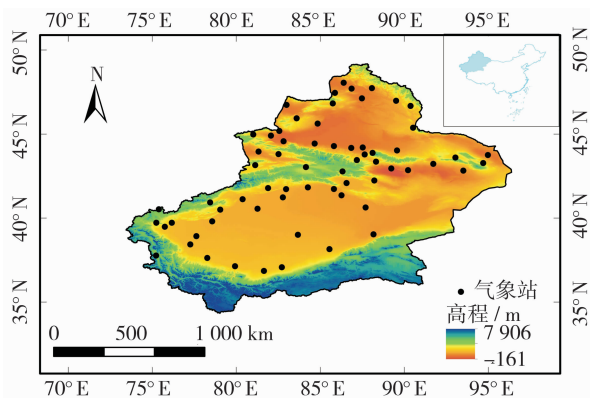 70° E 75° E 80° E 85° E 90° E 95° E
50° N 50° N
N
45° N 45° N
40° N 40° N
35° N 35° N
气象站
高程 / m
7 906
-161
0 500 1 000 km
70° E 75° E 80° E 85° E 90° E 95° E